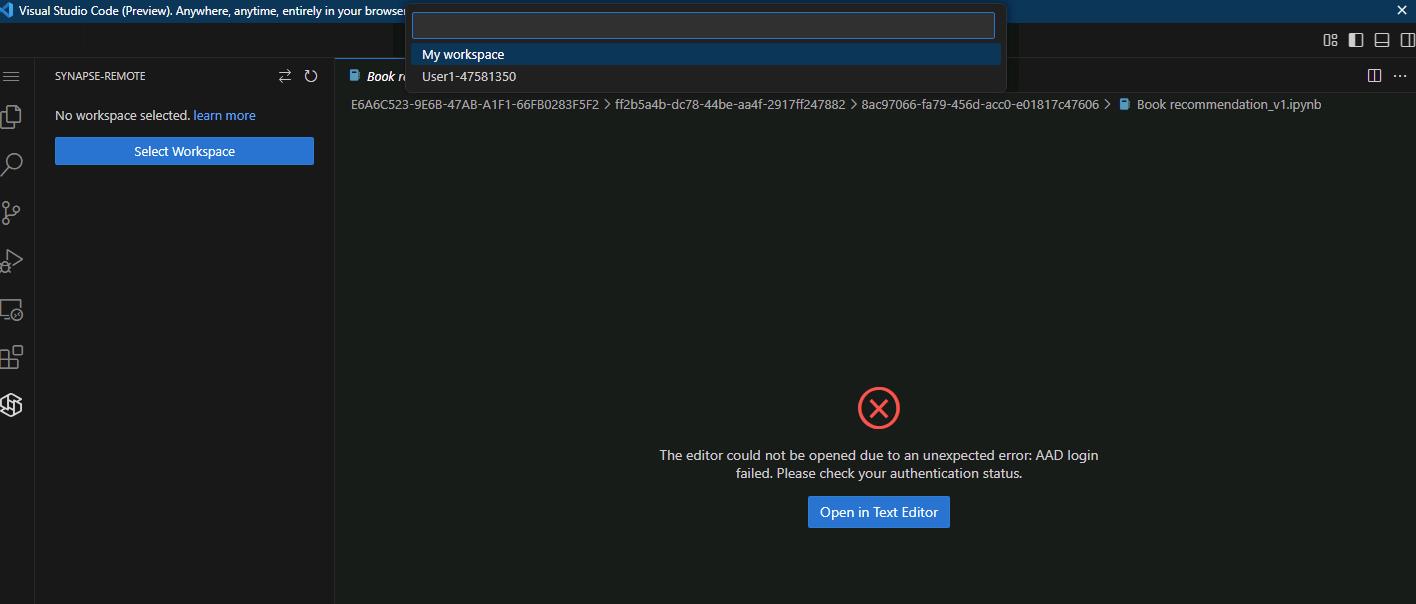 Visual Studio Code (Preview). Anywhere, anytime, entirely in your browser
My workspace
User1-47581350
SYNAPSE-REMOTE
No workspace selected. learn more
Select Workspace
Book re
E6A6C523-9E6B-47AB-A1F1-66FB0283F5F2 > ff2b5a4b-dc78-44be-aa4f-2917ff247882 > 8ac97066-fa79-456d-acc0-e01817c47606 > Book recommendation_v1.ipynb
The editor could not be opened due to an unexpected error: AAD login
failed. Please check your authentication status.
Open in Text Editor